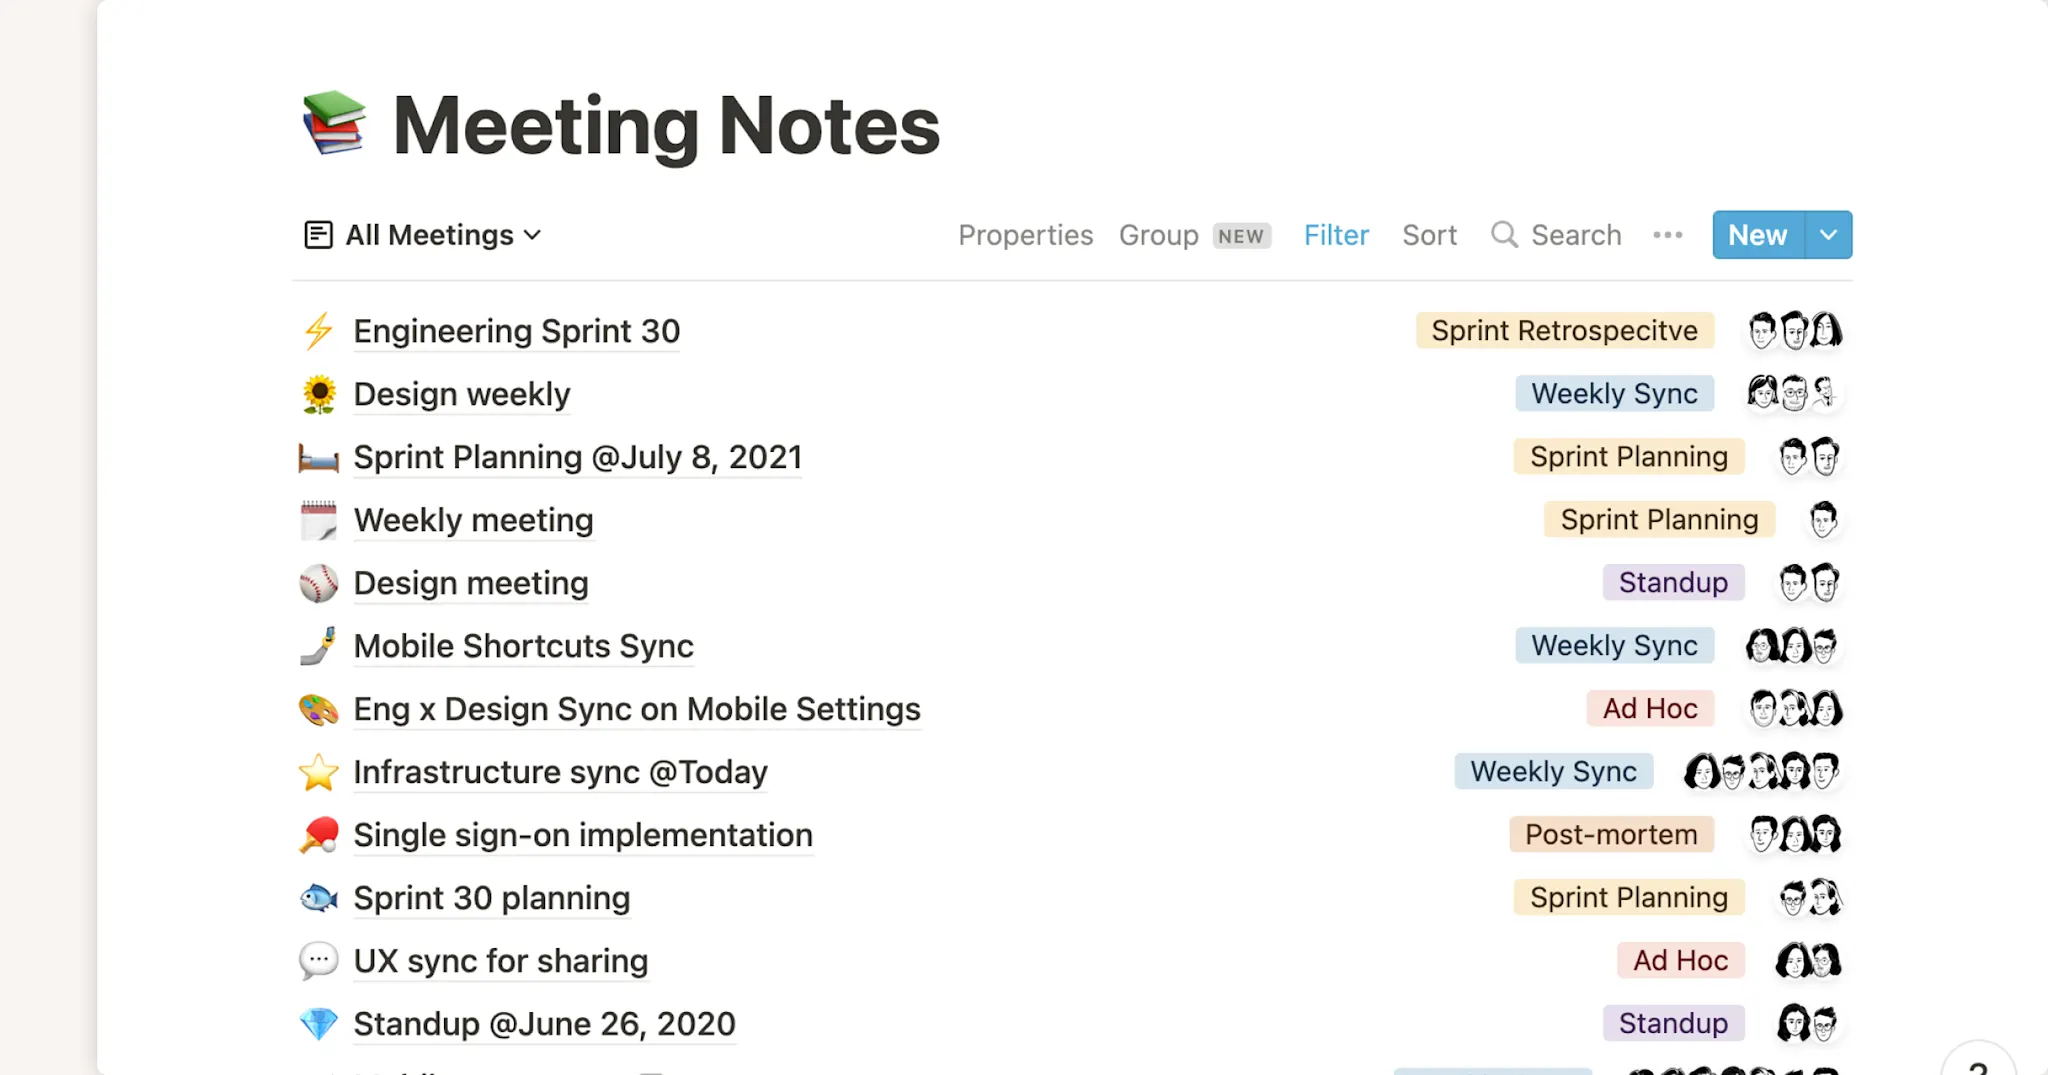 Meeting Notes
All Meetings Properties Group NEW Filter Sort Search New
Engineering Sprint 30 Sprint Retrospecitve
Design weekly Weekly Sync
Sprint Planning @July 8, 2021 Sprint Planning
Weekly meeting Sprint Planning
Design meeting Standup
Mobile Shortcuts Sync Weekly Sync
Eng x Design Sync on Mobile Settings Ad Hoc
Infrastructure sync @Today Weekly Sync
Single sign-on implementation Post-mortem
Sprint 30 planning Sprint Planning
UX sync for sharing Ad Hoc
Standup @June 26, 2020 Standup
?